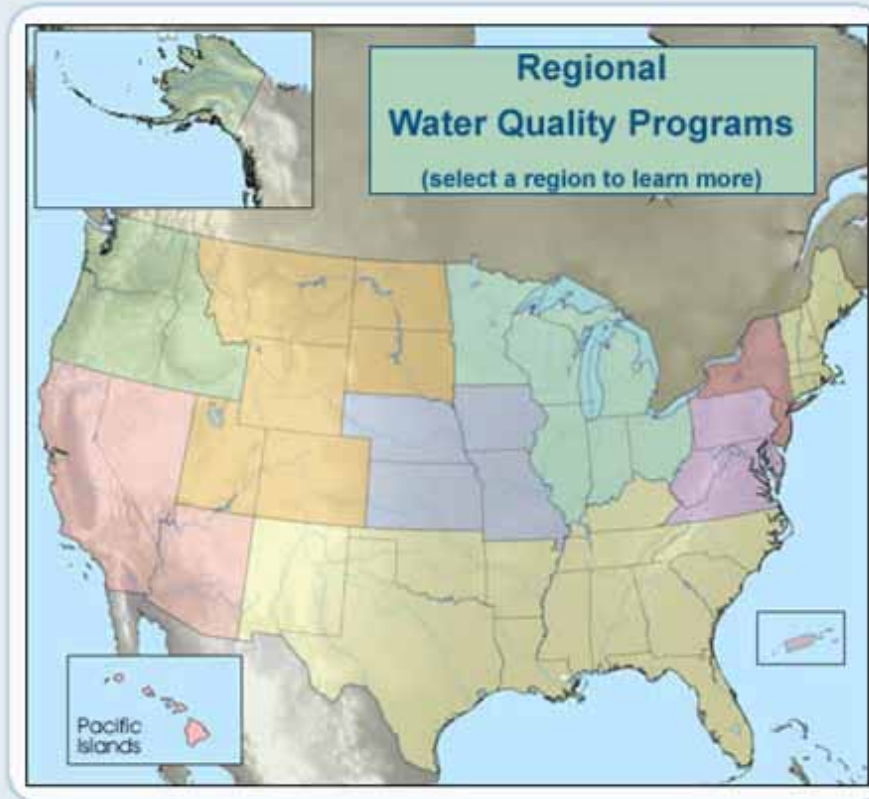 Regional
Water Quality Programs
(select a region to learn more)
Pacific
Islands